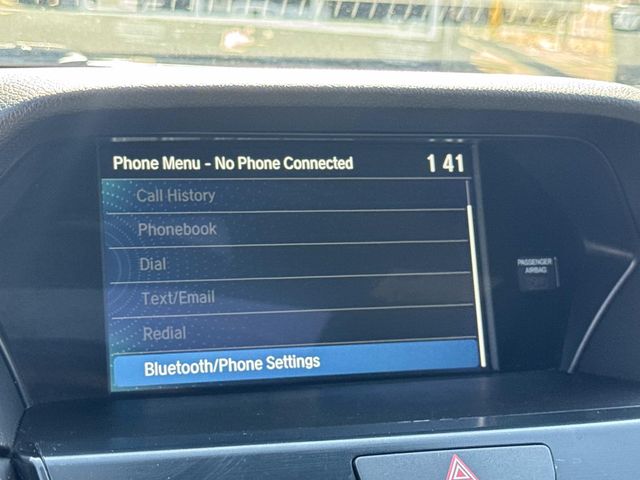 Phone Menu - No Phone Connected 1 41
Call History
Phonebook
Dial
Text/Email
Redial
Bluetooth/Phone Settings
PASSENGER
AIRBAG